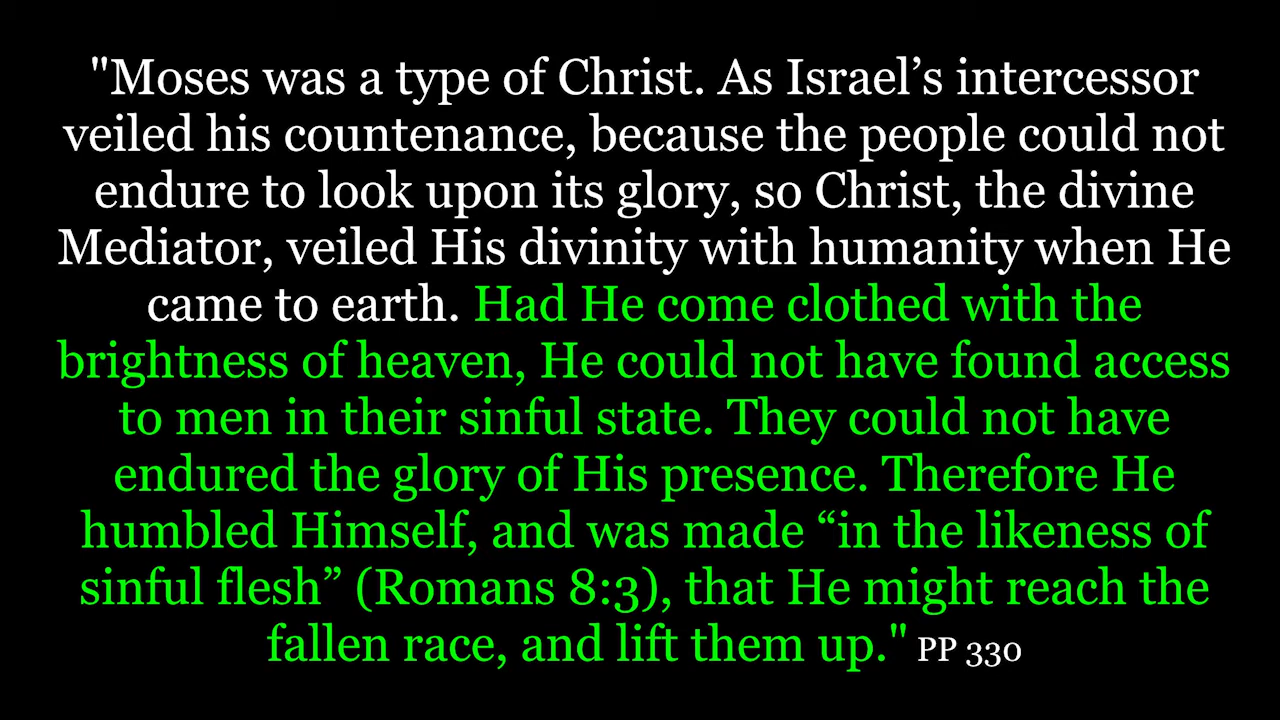 "Moses was a type of Christ. As Israel’s intercessor
veiled his countenance, because the people could not
endure to look upon its glory, so Christ, the divine
Mediator, veiled His divinity with humanity when He
came to earth. Had He come clothed with the
brightness of heaven, He could not have found access
to men in their sinful state. They could not have
endured the glory of His presence. Therefore He
humbled Himself, and was made “in the likeness of
sinful flesh” (Romans 8:3), that He might reach the
fallen race, and lift them up." PP 330